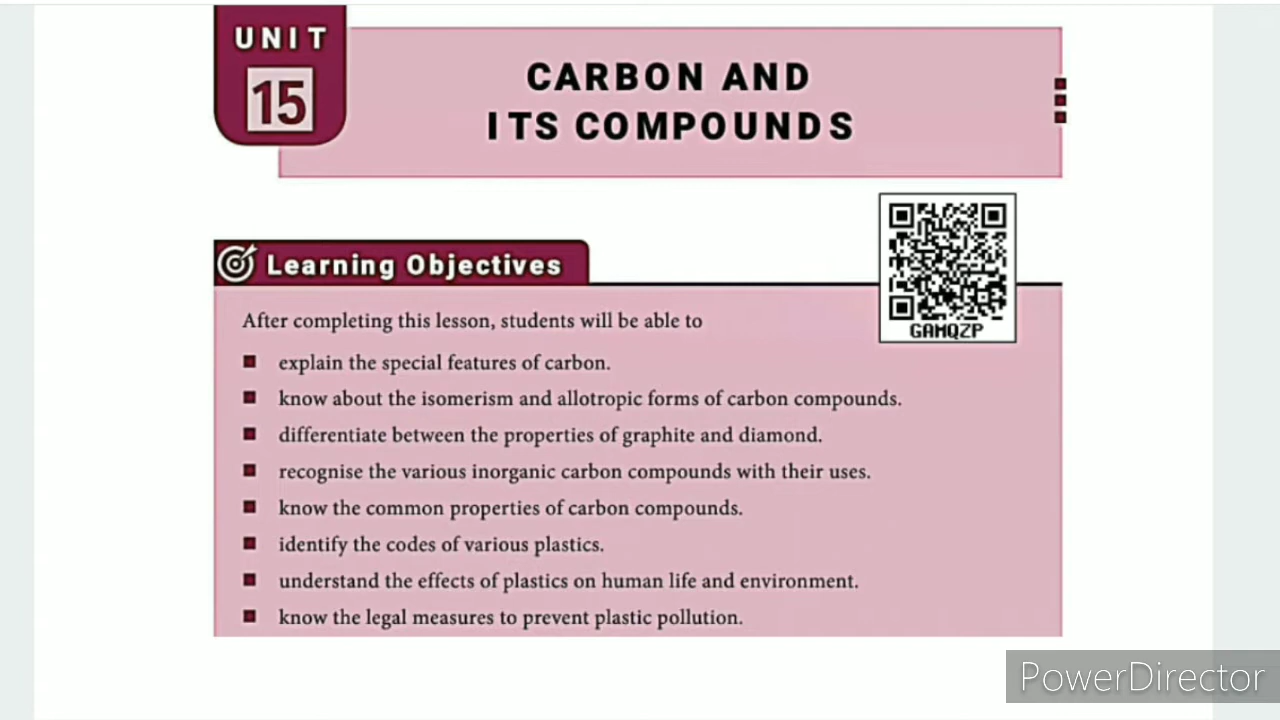 UNIT
15
CARBON AND
ITS COMPOUNDS
GAMQZP
Learning Objectives
After completing this lesson, students will be able to
■ explain the special features of carbon.
■ know about the isomerism and allotropic forms of carbon compounds.
■ differentiate between the properties of graphite and diamond.
■ recognise the various inorganic carbon compounds with their uses.
■ know the common properties of carbon compounds.
■ identify the codes of various plastics.
■ understand the effects of plastics on human life and environment.
■ know the legal measures to prevent plastic pollution.
PowerDirector